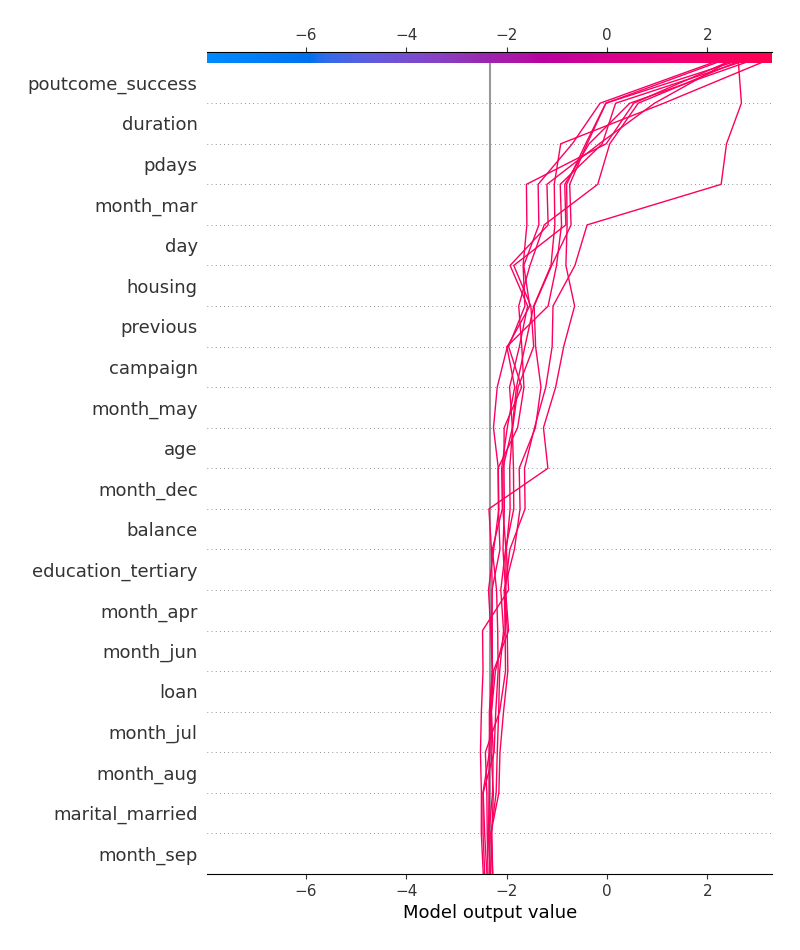 −6 −4 −2 0 2
poutcome_success
duration
pdays
month_mar
day
housing
previous
campaign
month_may
age
month_dec
balance
education_tertiary
month_apr
month_jun
loan
month_jul
month_aug
marital_married
month_sep
−6 −4 −2 0 2
Model output value